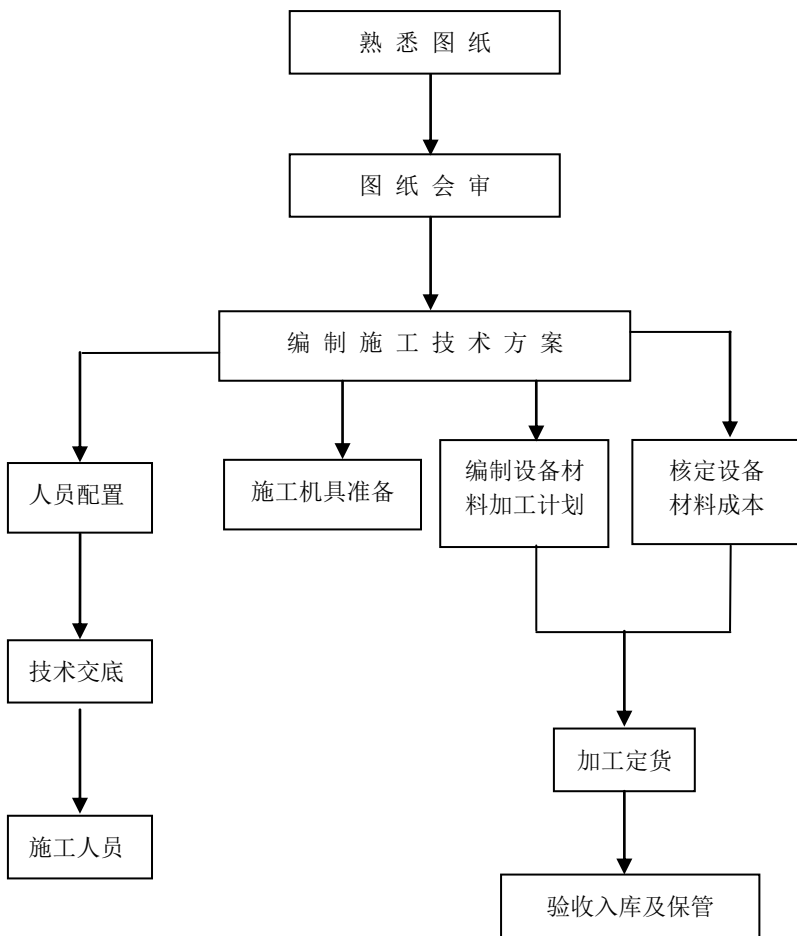 熟 悉 图 纸
图 纸 会 审
编 制 施 工 技 术 方 案
人员配置
施工机具准备
编制设备材
料加工计划
核定设备
材料成本
技术交底
加工定货
施工人员
验收入库及保管